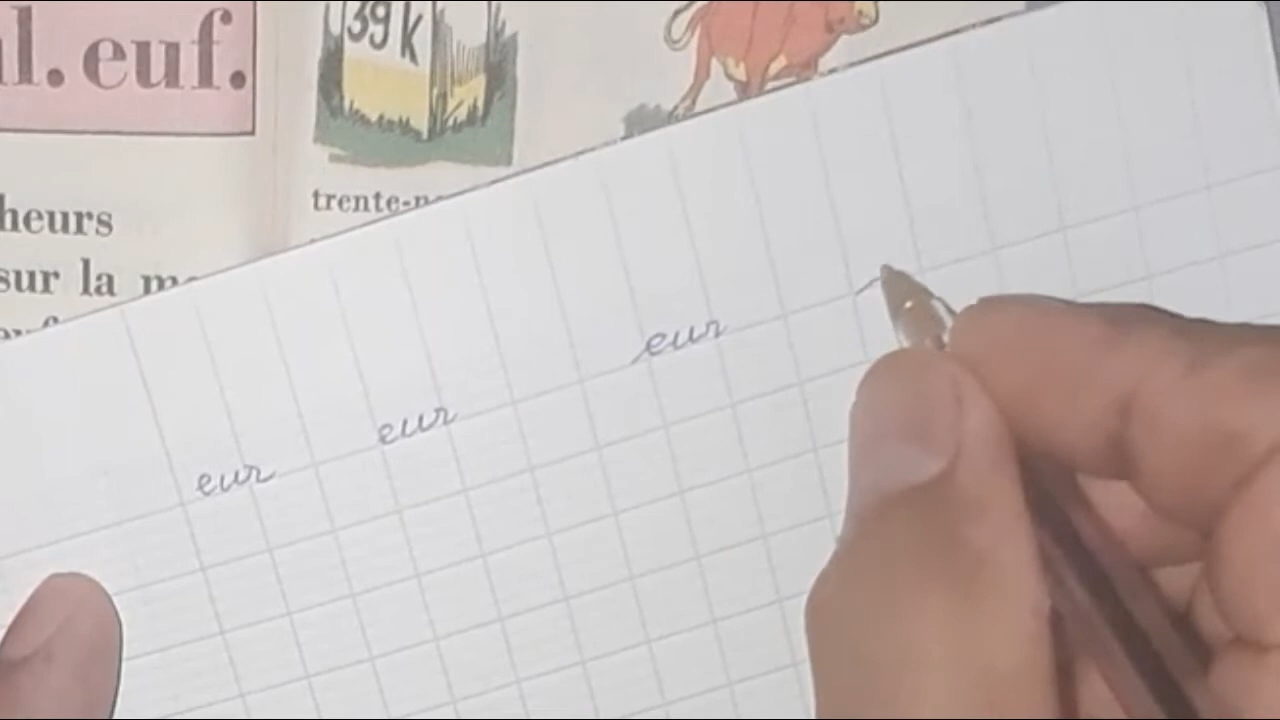 l. euf.
39 k
trente-n
heurs
sur la m
eur eur eur